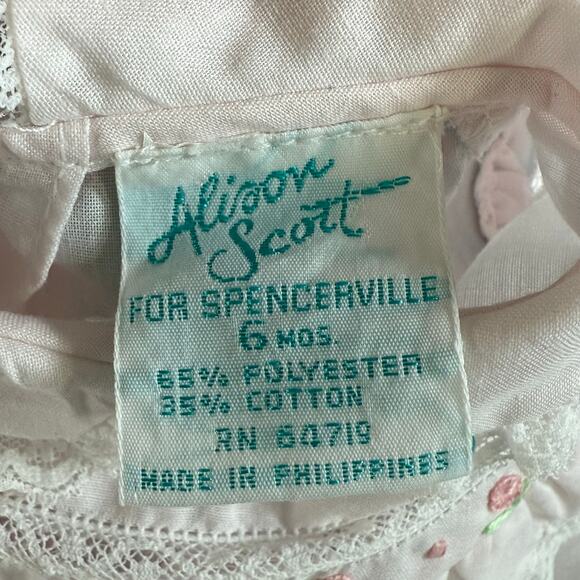 Alison
Scott
FOR SPENCERVILLE
6 MOS.
65% POLYESTER
35% COTTON
RN 64719
MADE IN PHILIPPINES